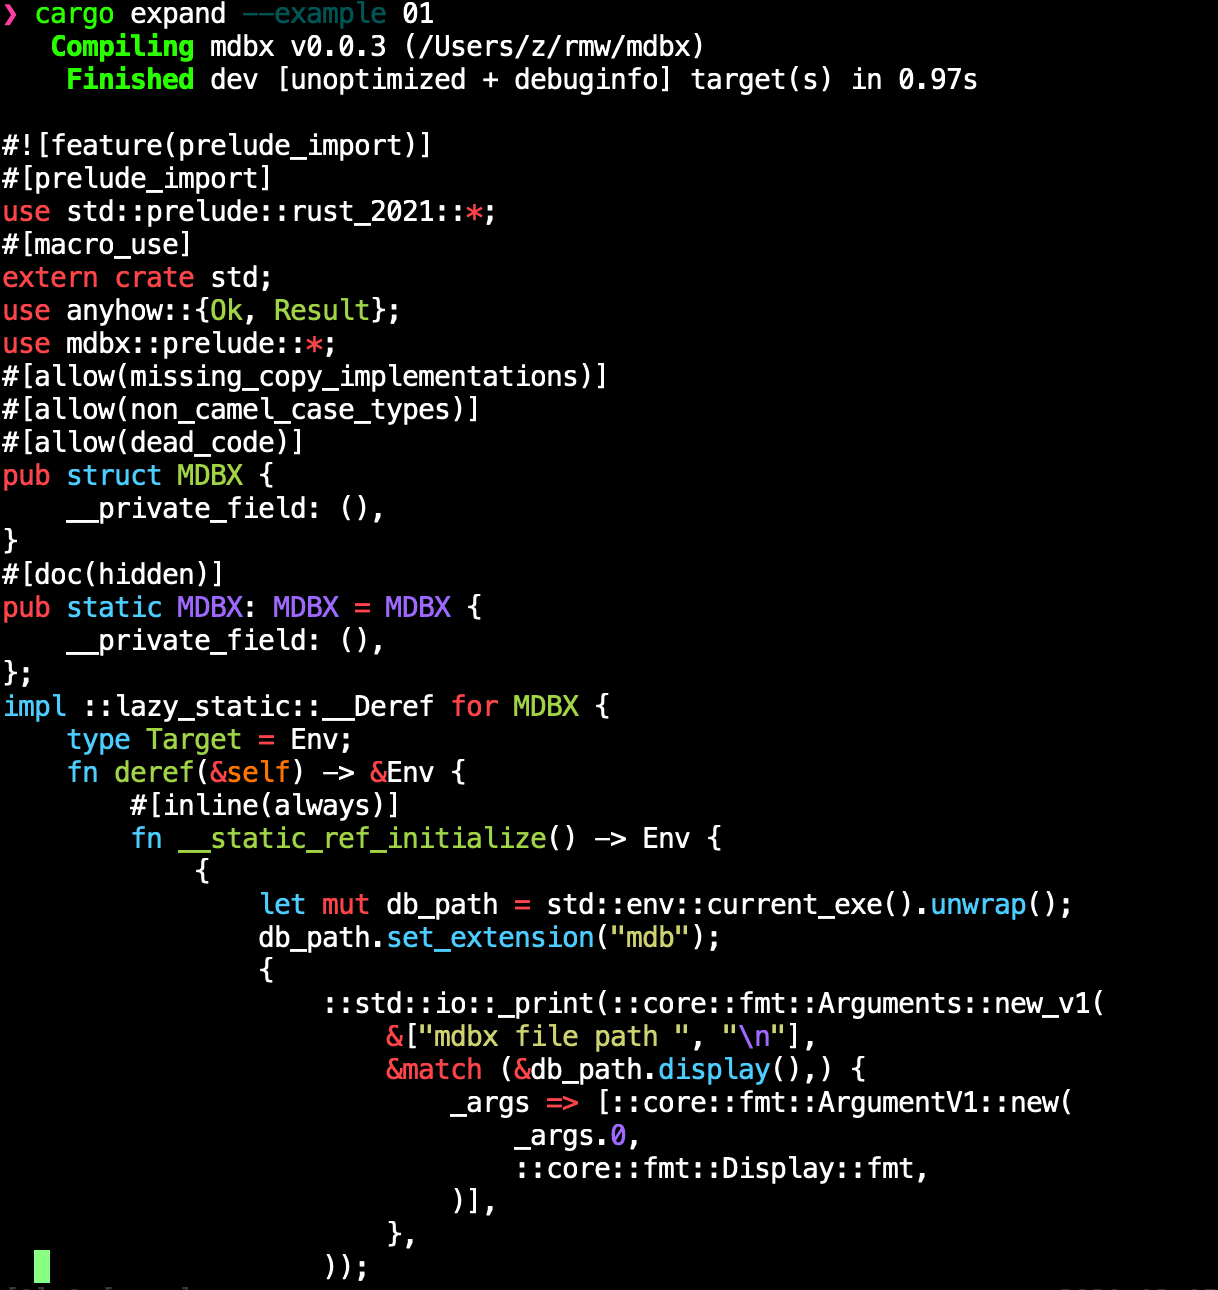 ❯ cargo expand --example 01
   Compiling mdbx v0.0.3 (/Users/z/rmw/mdbx)
    Finished dev [unoptimized + debuginfo] target(s) in 0.97s

#![feature(prelude_import)]
#[prelude_import]
use std::prelude::rust_2021::*;
#[macro_use]
extern crate std;
use anyhow::{Ok, Result};
use mdbx::prelude::*;
#[allow(missing_copy_implementations)]
#[allow(non_camel_case_types)]
#[allow(dead_code)]
pub struct MDBX {
    __private_field: (),
}
#[doc(hidden)]
pub static MDBX: MDBX = MDBX {
    __private_field: (),
};
impl ::lazy_static::__Deref for MDBX {
    type Target = Env;
    fn deref(&self) -> &Env {
        #[inline(always)]
        fn __static_ref_initialize() -> Env {
            {
                let mut db_path = std::env::current_exe().unwrap();
                db_path.set_extension("mdb");
                {
                    ::std::io::_print(::core::fmt::Arguments::new_v1(
                        &["mdbx file path ", "\n"],
                        &match (&db_path.display(),) {
                            _args => [::core::fmt::ArgumentV1::new(
                                _args.0,
                                ::core::fmt::Display::fmt,
                            )],
                        },
                    ));